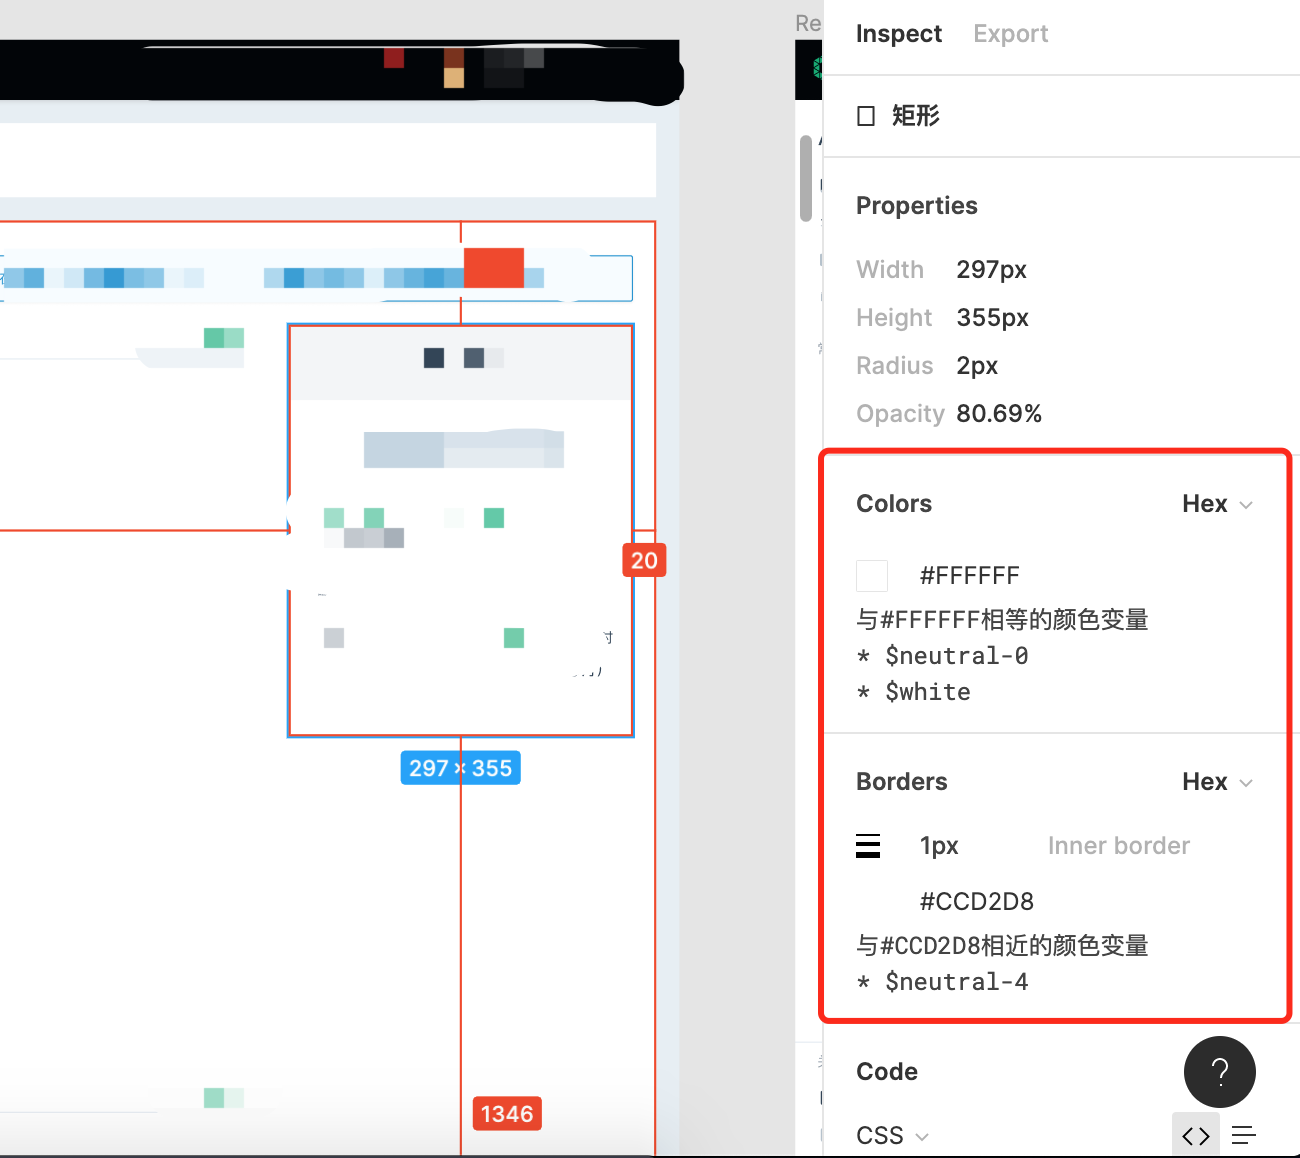 Re
Inspect Export
矩形
Properties
Width 297px
Height 355px
Radius 2px
Opacity 80.69%
Colors Hex
#FFFFFF
与#FFFFFF相等的颜色变量
* $neutral-0
* $white
Borders Hex
1px Inner border
#CCD2D8
与#CCD2D8相近的颜色变量
* $neutral-4
Code
?
CSS
20
297 × 355
1346